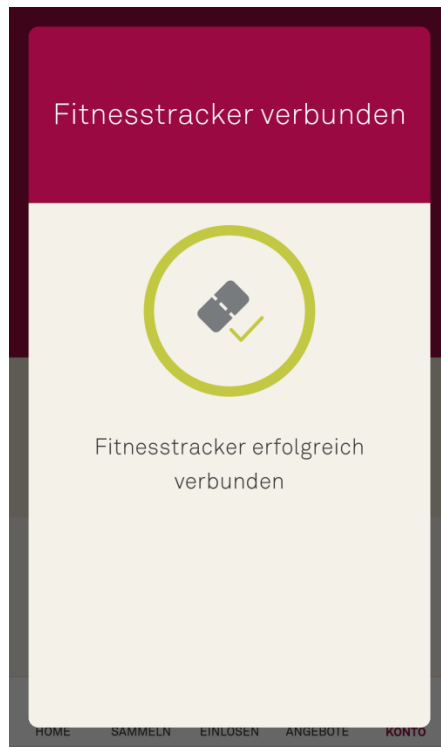 Fitnesstracker verbunden
Fitnesstracker erfolgreich
verbunden
HOME SAMMELN EINLÖSEN ANGEBOTE KONTO